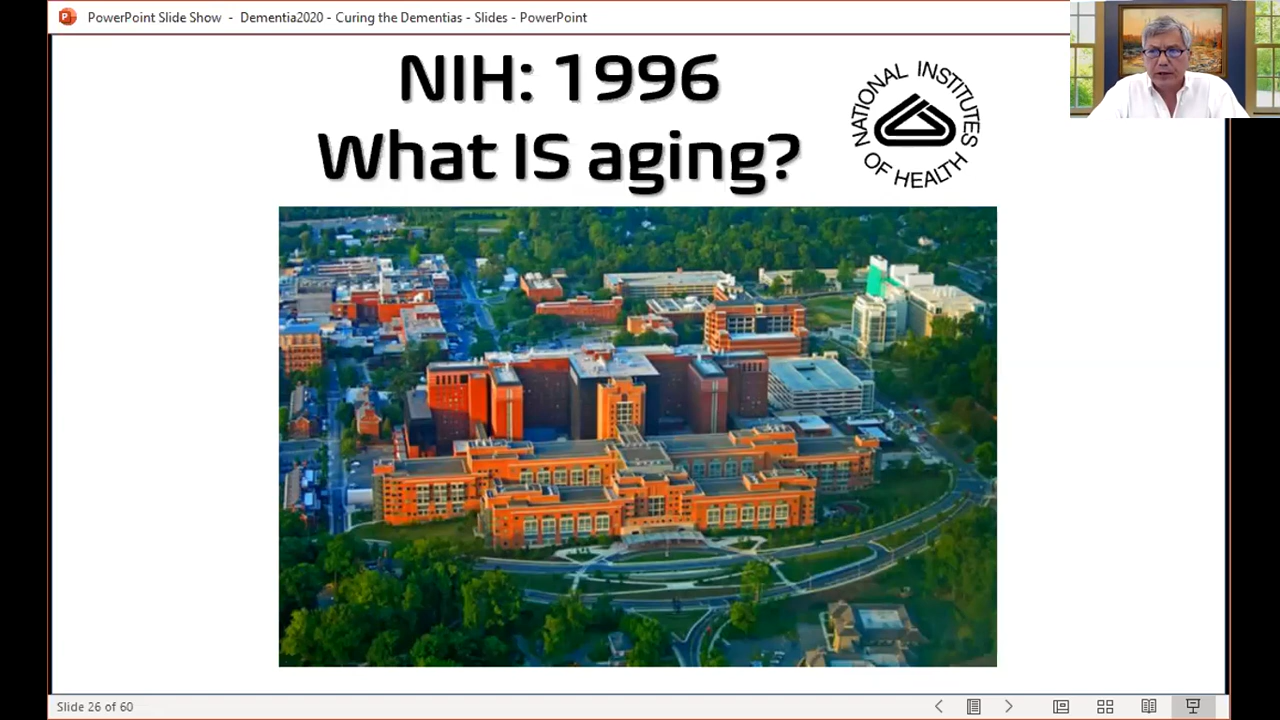 PowerPoint Slide Show - Dementia2020 - Curing the Dementias - Slides - PowerPoint
NIH: 1996
What IS aging?
NATIONAL INSTITUTES OF HEALTH
Slide 26 of 60